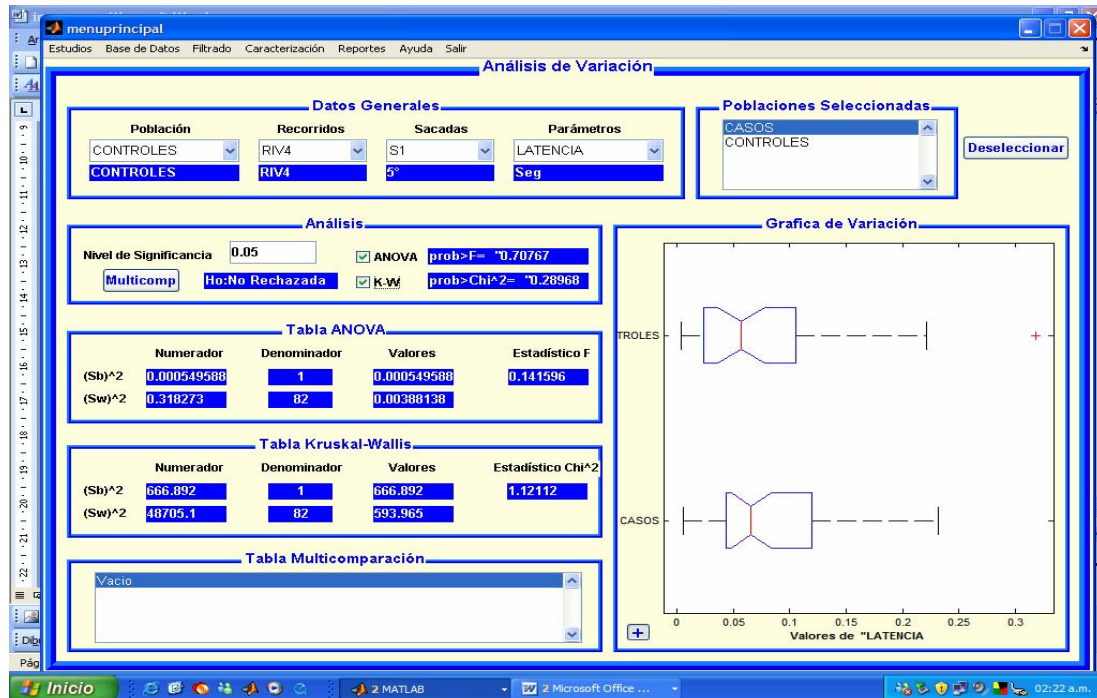 menuprincipal
Estudios Base de Datos Filtrado Caracterización Reportes Ayuda Salir
Análisis de Variación
Datos Generales
Población Recorridos Sacadas Parámetros
CONTROLES RIV4 S1 LATENCIA
CONTROLES RIV4 5° Seg
Poblaciones Seleccionadas
CASOS
CONTROLES
Deseleccionar
Análisis
Nivel de Significancia 0.05 ANOVA prob>F= "0.70767
Multicomp Ho:No Rechazada K-W prob>Chi^2= "0.28968
Tabla ANOVA
Numerador Denominador Valores Estadístico F
(Sb)^2 0.000549588 1 0.000549588 0.141596
(Sw)^2 0.318273 82 0.00388138
Tabla Kruskal-Wallis
Numerador Denominador Valores Estadístico Chi^2
(Sb)^2 666.892 1 666.892 1.12112
(Sw)^2 48705.1 82 593.965
Tabla Multicomparación
Vacio
Grafica de Variación
TROLES
CASOS
0 0.05 0.1 0.15 0.2 0.25 0.3
Valores de "LATENCIA
+
Pág
Inicio 2 MATLAB 2 Microsoft Office ... 02:22 a.m.